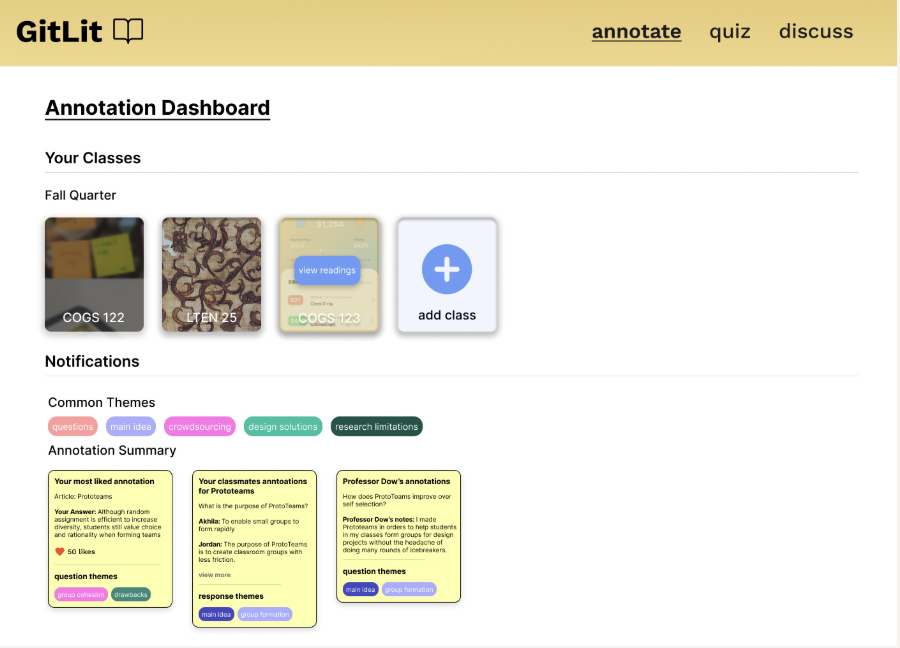 GitLit
annotate quiz discuss
Annotation Dashboard
Your Classes
Fall Quarter
$1,254
view readings
COGS 122
LTEN 25
COGS 123
add class
Notifications
Common Themes
questions main idea crowdsourcing design solutions research limitations
Annotation Summary
Your most liked annotation
Article: Prototeams
Your Answer: Although random
assignment is efficient to increase
diversity, students still value choice
and rationality when forming teams
50 likes
question themes
group cohesion drawbacks
Your classmates anntoations
for Prototeams
What is the purpose of ProtoTeams?
Akhila: To enable small groups to
form rapidly
Jordan: The purpose of ProtoTeams
is to create classroom groups with
less friction.
view more
response themes
main idea group formation
Professor Dow's annotations
How does ProtoTeams improve over
self selection?
Professor Dow's notes: I made
Prototeams in orders to help students
in my classes form groups for design
projects without the headache of
doing many rounds of icebreakers.
question themes
main idea group formation